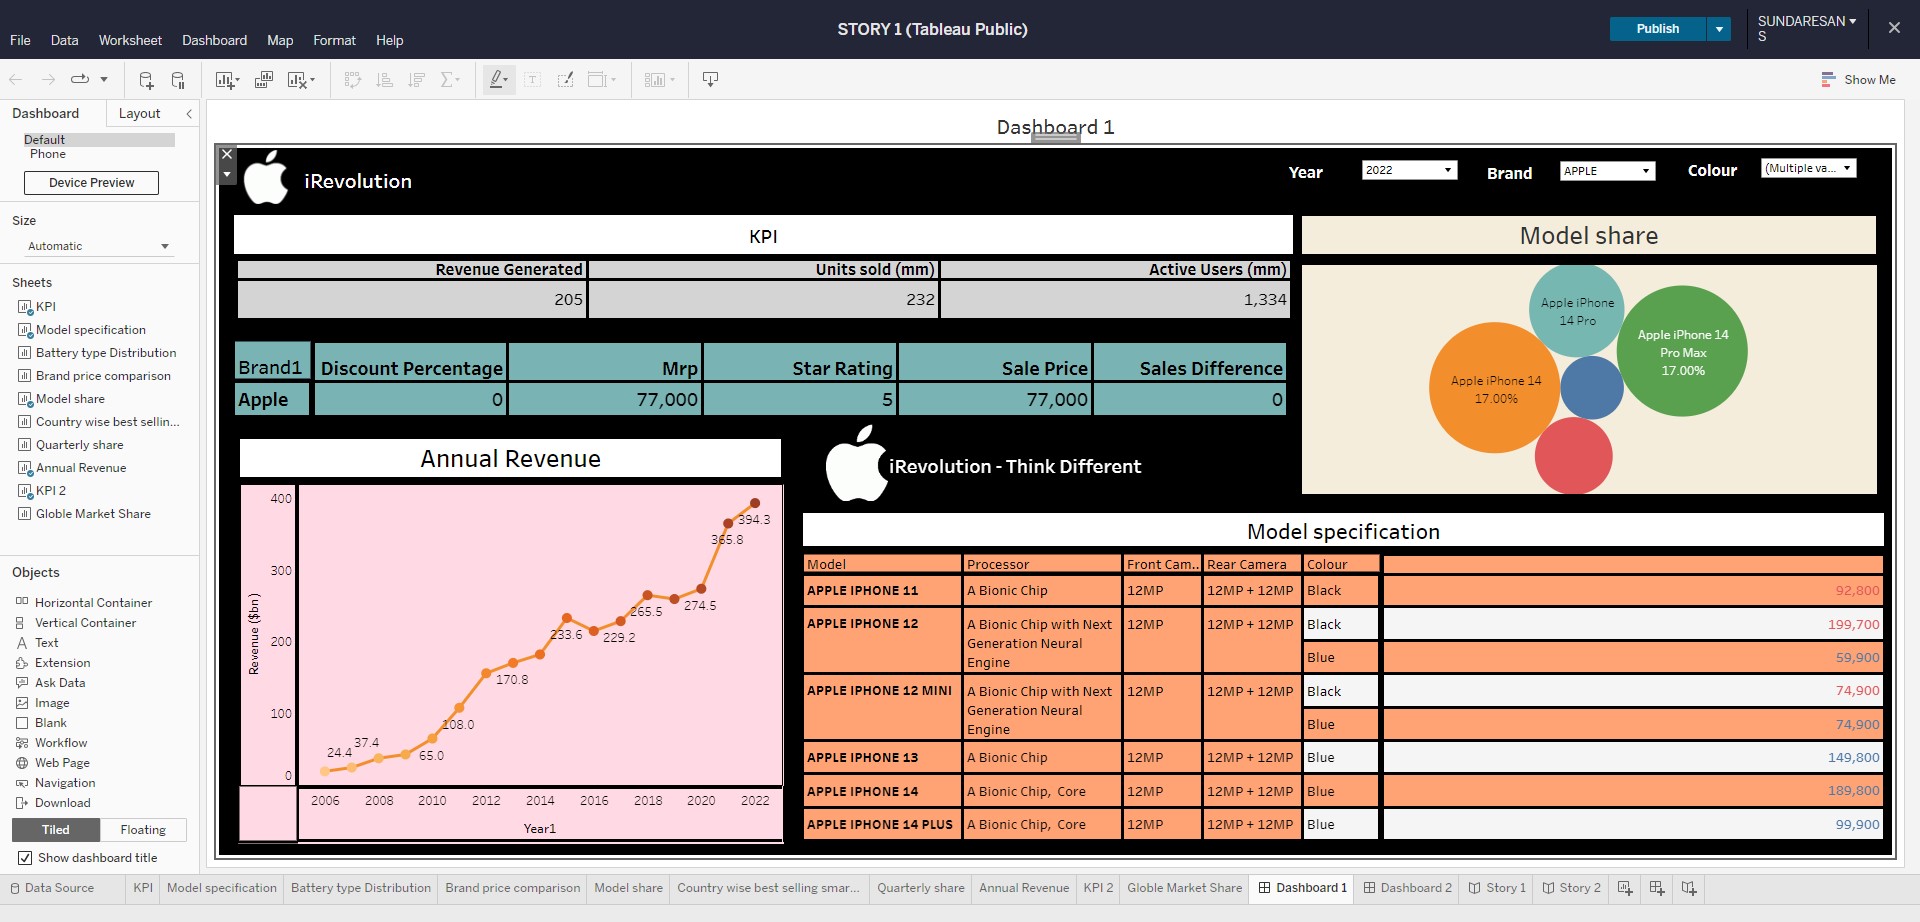 STORY 1 (Tableau Public)
Publish
SUNDARESAN S
File Data Worksheet Dashboard Map Format Help
Show Me
Dashboard Layout
Default
Phone
Device Preview
Size
Automatic
Sheets
KPI
Model specification
Battery type Distribution
Brand price comparison
Model share
Country wise best sellin...
Quarterly share
Annual Revenue
KPI 2
Globle Market Share
Objects
Horizontal Container
Vertical Container
Text
Extension
Ask Data
Image
Blank
Workflow
Web Page
Navigation
Download
Tiled Floating
Show dashboard title
Dashboard 1
iRevolution
Year 2022 Brand APPLE Colour (Multiple va...
KPI
Revenue Generated Units sold (mm) Active Users (mm)
205 232 1,334
Brand1 Discount Percentage Mrp Star Rating Sale Price Sales Difference
Apple 0 77,000 5 77,000 0
Model share
Apple iPhone
14 Pro
Apple iPhone 14
Pro Max
17.00%
Apple iPhone 14
17.00%
Annual Revenue
Revenue ($bn)
400
300
200
100
0
24.4
37.4
65.0
108.0
170.8
233.6
229.2
265.5
274.5
365.8
394.3
2006 2008 2010 2012 2014 2016 2018 2020 2022
Year1
iRevolution - Think Different
Model specification
Model Processor Front Cam.. Rear Camera Colour
APPLE IPHONE 11 A Bionic Chip 12MP 12MP + 12MP Black 92,800
APPLE IPHONE 12 A Bionic Chip with Next 12MP 12MP + 12MP Black 199,700
Generation Neural
Engine
Blue 59,900
APPLE IPHONE 12 MINI A Bionic Chip with Next 12MP 12MP + 12MP Black 74,900
Generation Neural
Engine
Blue 74,900
APPLE IPHONE 13 A Bionic Chip 12MP 12MP + 12MP Blue 149,800
APPLE IPHONE 14 A Bionic Chip, Core 12MP 12MP + 12MP Blue 189,800
APPLE IPHONE 14 PLUS A Bionic Chip, Core 12MP 12MP + 12MP Blue 99,900
Data Source KPI Model specification Battery type Distribution Brand price comparison Model share Country wise best selling smar... Quarterly share Annual Revenue KPI 2 Globle Market Share Dashboard 1 Dashboard 2 Story 1 Story 2